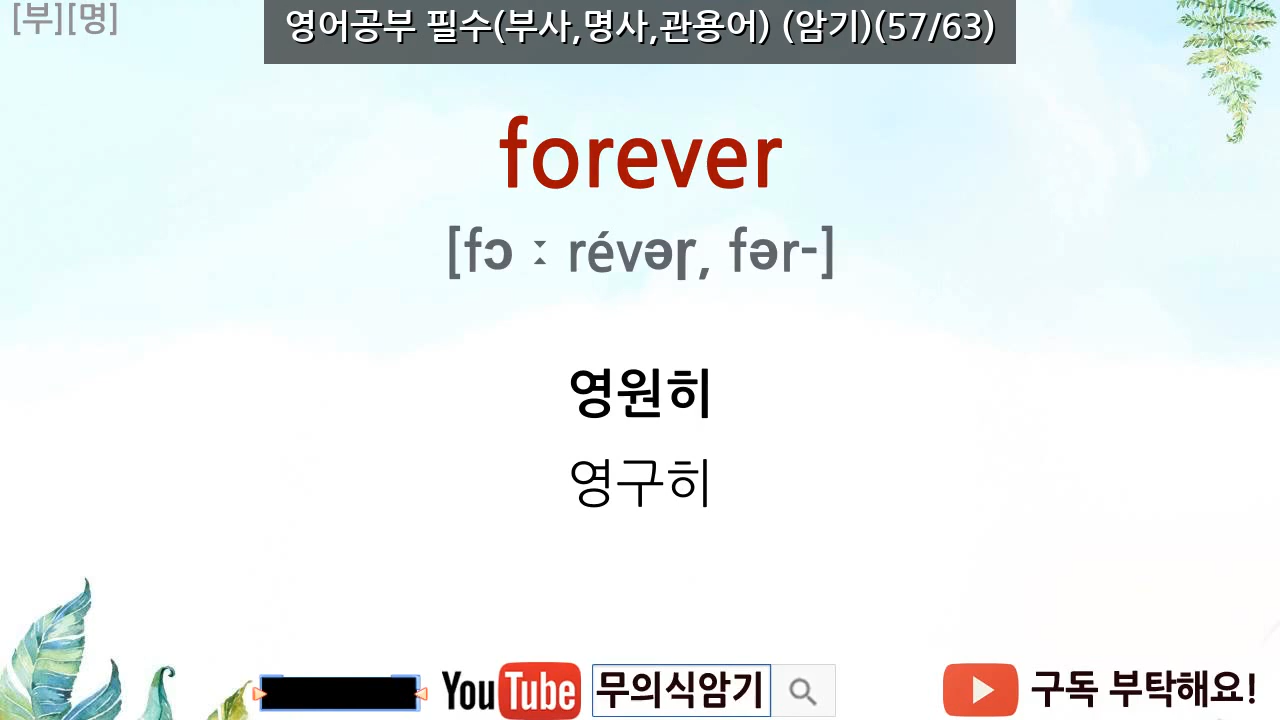 [부][명]
영어공부 필수(부사,명사,관용어) (암기)(57/63)
forever
[fɔ : révəɽ, fər-]
영원히
영구히
YouTube 무의식암기 구독 부탁해요!